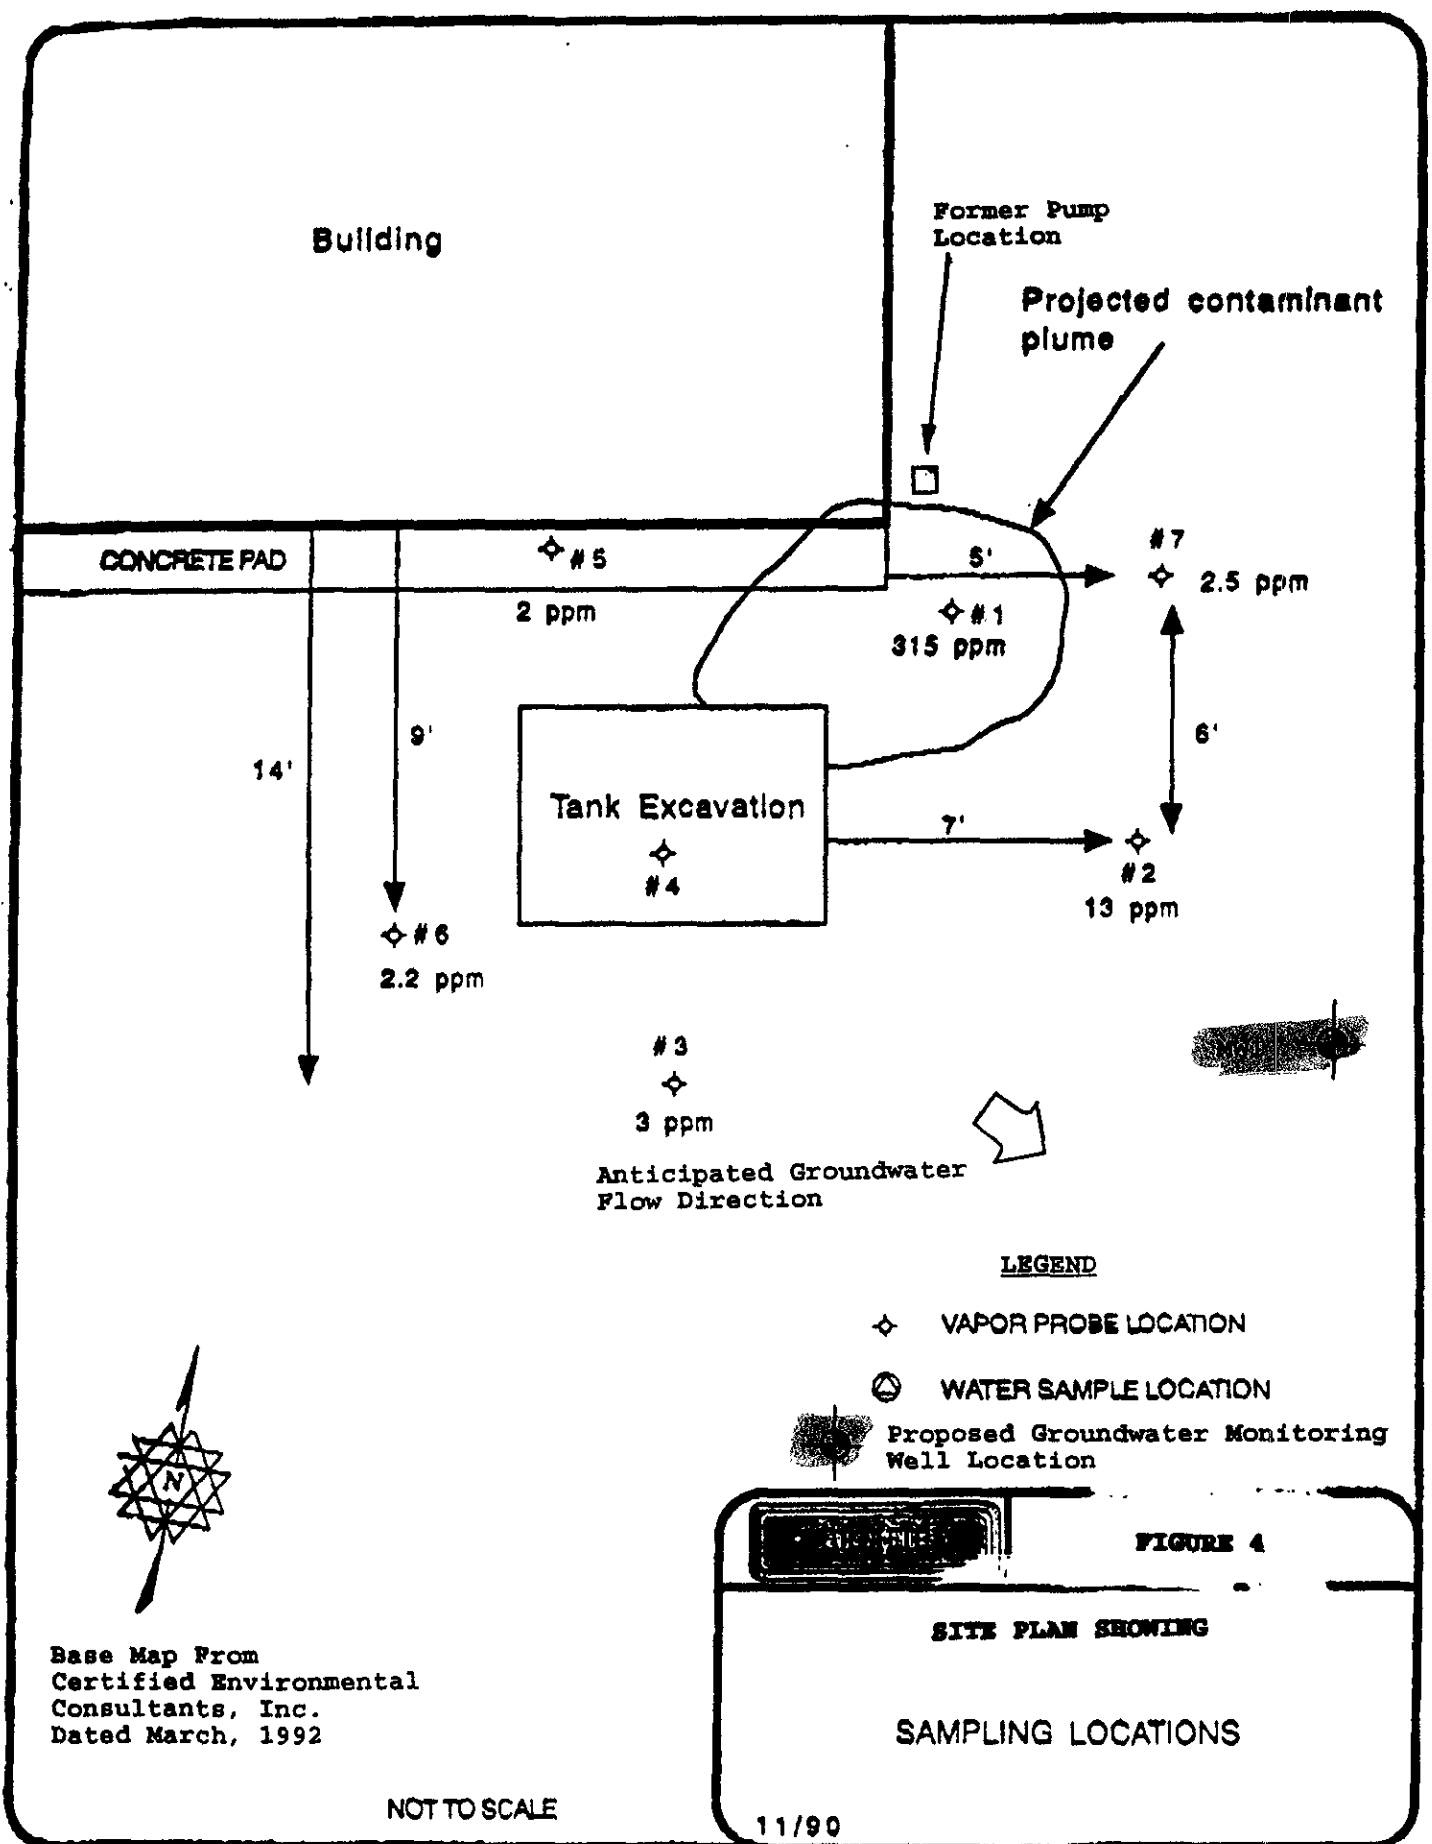 Building
Former Pump
Location
Projected contaminant
plume
CONCRETE PAD
#5
2 ppm
5'
#7
2.5 ppm
#1
315 ppm
9'
14'
6'
Tank Excavation
#4
7'
#2
13 ppm
#6
2.2 ppm
#3
3 ppm
Anticipated Groundwater
Flow Direction
LEGEND
VAPOR PROBE LOCATION
WATER SAMPLE LOCATION
Proposed Groundwater Monitoring
Well Location
N
FIGURE 4
SITE PLAN SHOWING
SAMPLING LOCATIONS
Base Map From
Certified Environmental
Consultants, Inc.
Dated March, 1992
NOT TO SCALE
11/90